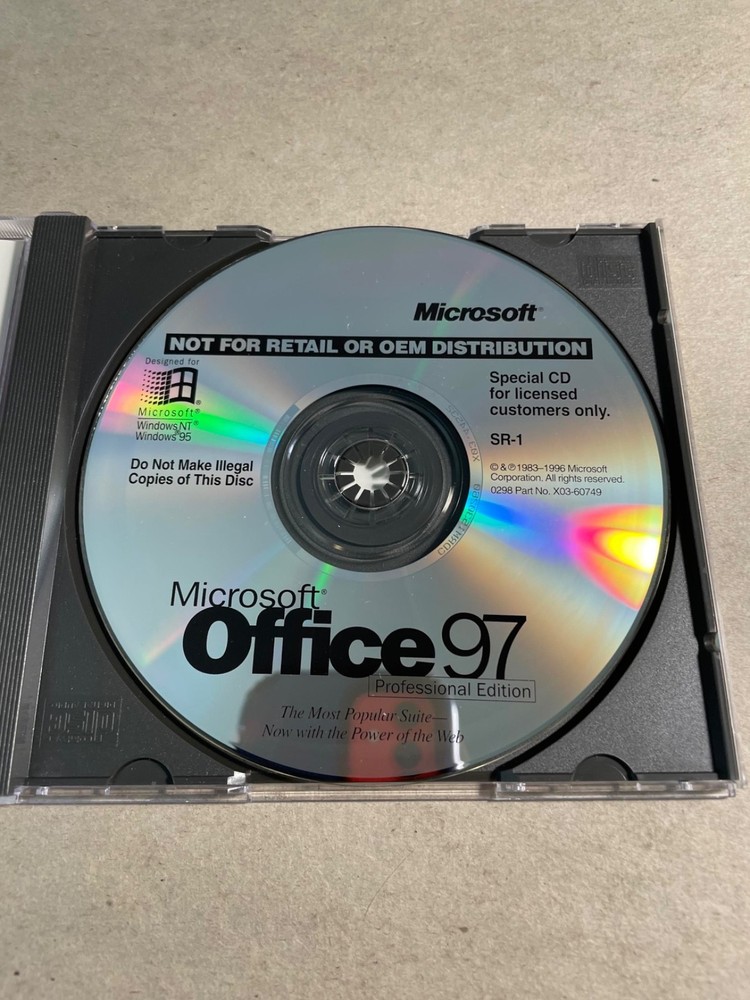 Microsoft®
NOT FOR RETAIL OR OEM DISTRIBUTION
Designed for
Microsoft®
Windows NT®
Windows®95
Special CD
for licensed
customers only.
SR-1
Do Not Make Illegal
Copies of This Disc
© & ℗ 1983–1996 Microsoft
Corporation. All rights reserved.
0298 Part No. X03-60749
Microsoft®
Office 97
Professional Edition
The Most Popular Suite—
Now with the Power of the Web